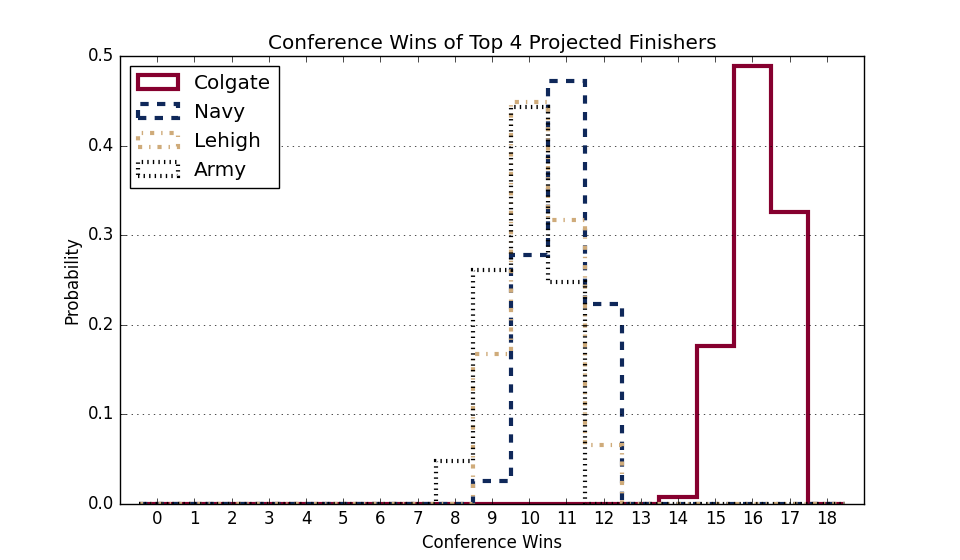 Conference Wins of Top 4 Projected Finishers
Colgate
Navy
Lehigh
Army
Probability
0.5
0.4
0.3
0.2
0.1
0.0
0 1 2 3 4 5 6 7 8 9 10 11 12 13 14 15 16 17 18
Conference Wins